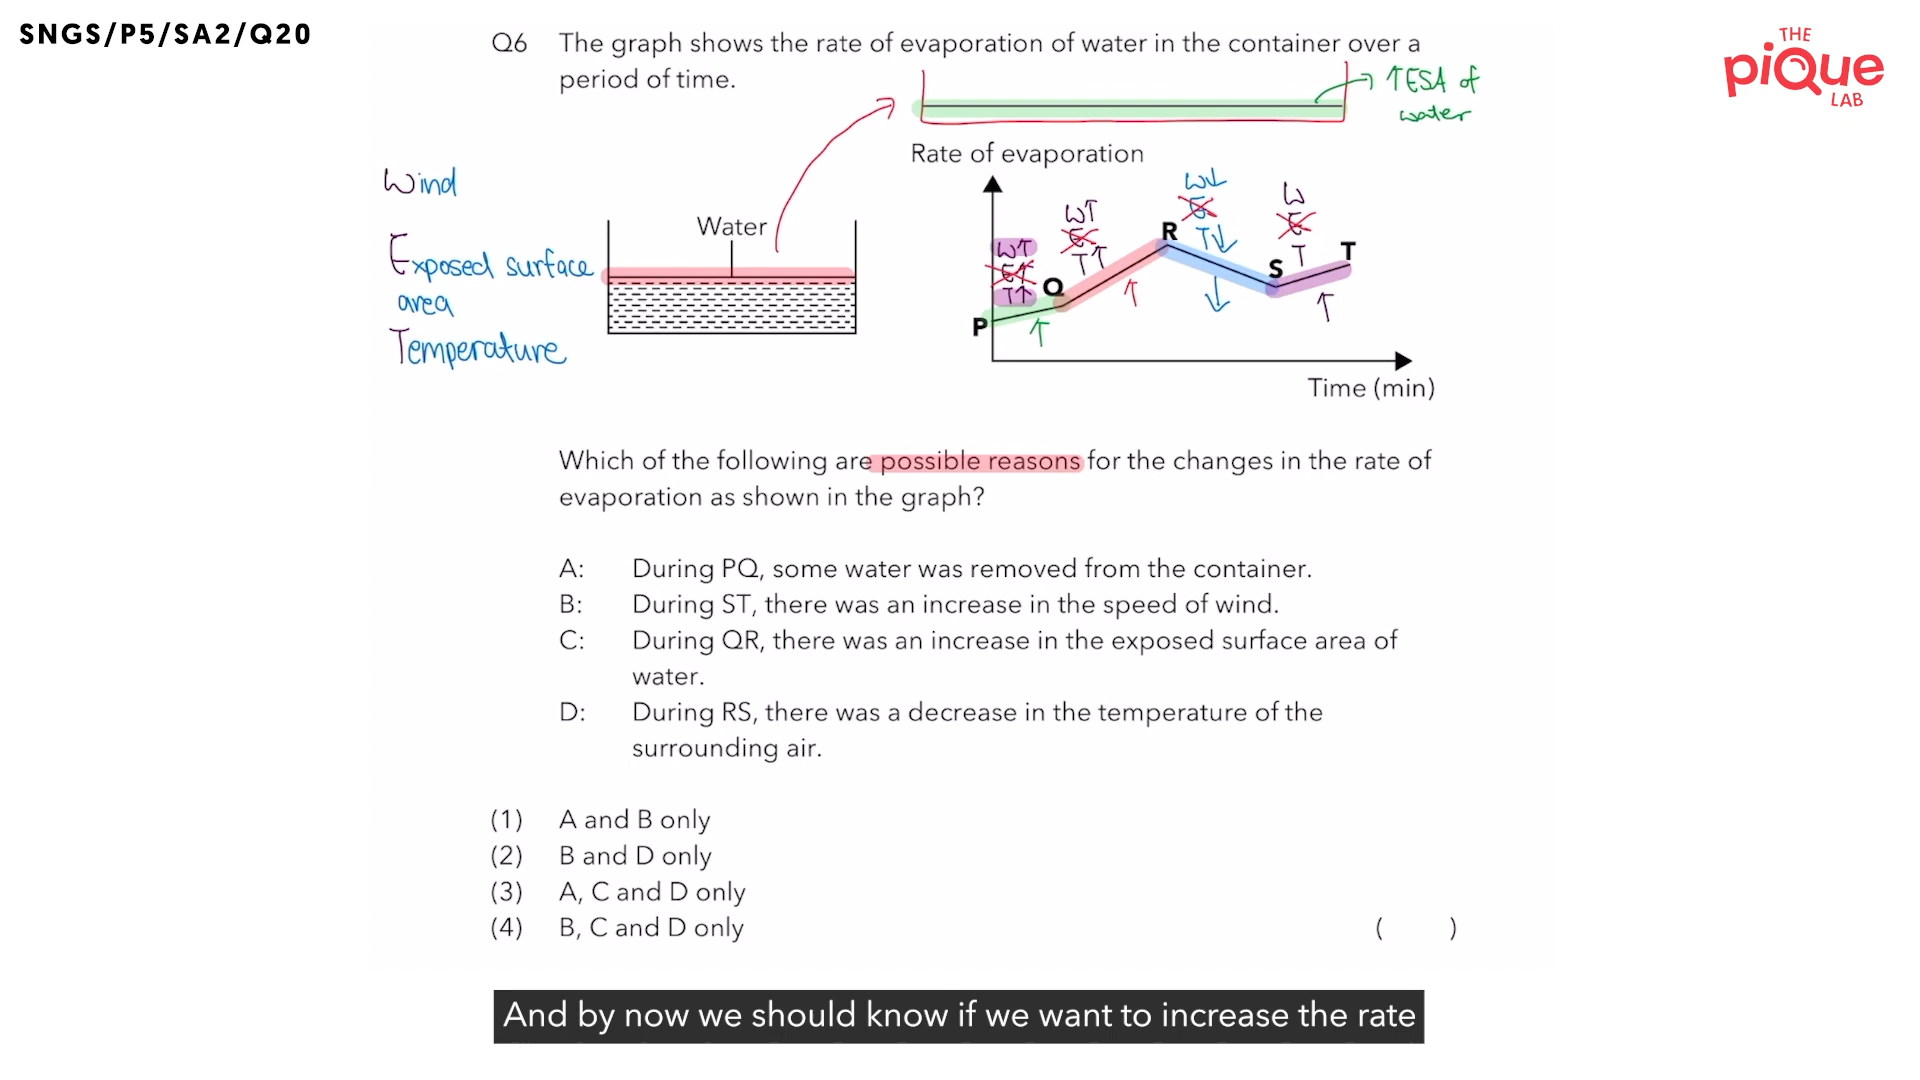 SNGS/P5/SA2/Q20
THE
piQue
LAB
Q6 The graph shows the rate of evaporation of water in the container over a
period of time.
↑ESA of
water
Rate of evaporation
Wind
Exposed surface
area
Temperature
Water
W↑
E↑
T↑
W↑
E
T↑
W↓
E
T↓
W
E
T
P
Q
R
S
T
Time (min)
Which of the following are possible reasons for the changes in the rate of
evaporation as shown in the graph?
A: During PQ, some water was removed from the container.
B: During ST, there was an increase in the speed of wind.
C: During QR, there was an increase in the exposed surface area of
water.
D: During RS, there was a decrease in the temperature of the
surrounding air.
(1) A and B only
(2) B and D only
(3) A, C and D only
(4) B, C and D only ( )
And by now we should know if we want to increase the rate